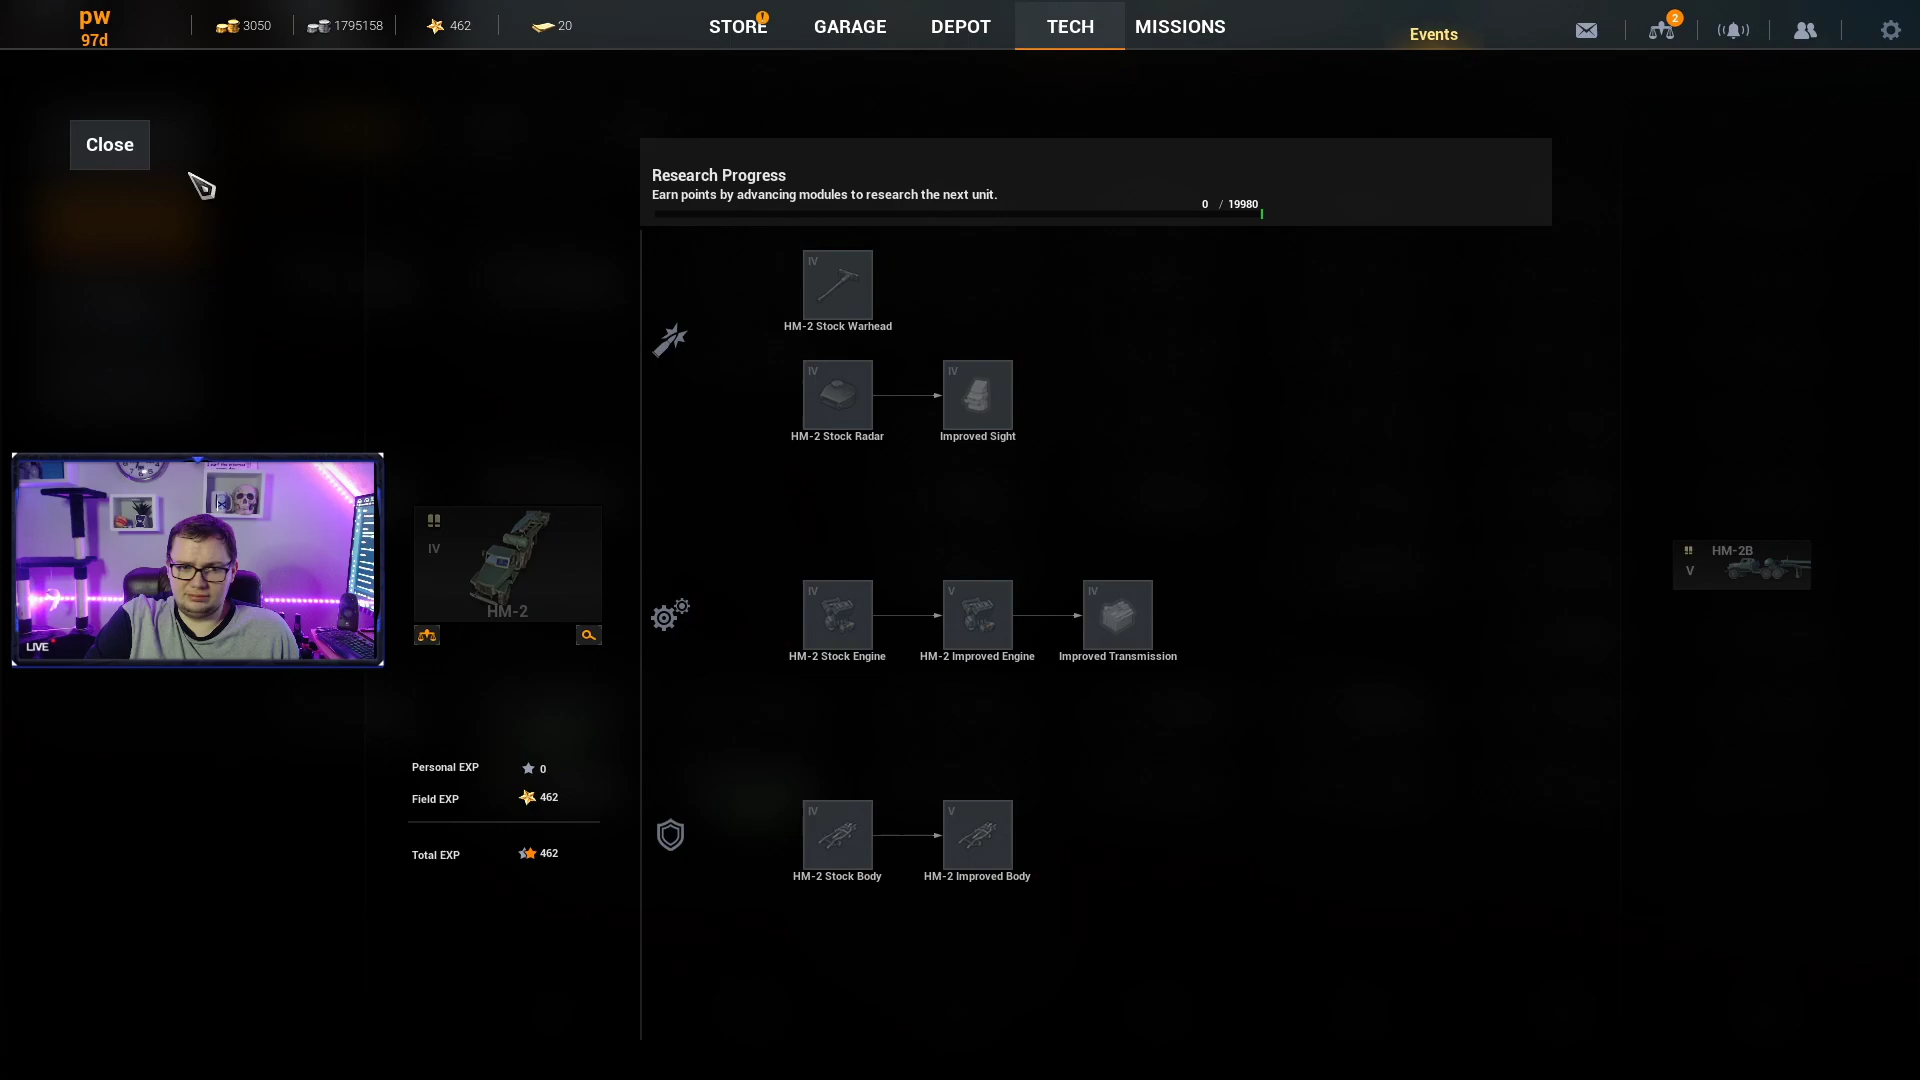 pw
97d
3050
1795158
462
20
STORE
GARAGE
DEPOT
TECH
MISSIONS
Events
2
Close
Research Progress
Earn points by advancing modules to research the next unit.
0 / 19980
IV
HM-2 Stock Warhead
IV
HM-2 Stock Radar
IV
Improved Sight
LIVE
IV
HM-2
IV
HM-2 Stock Engine
V
HM-2 Improved Engine
IV
Improved Transmission
HM-2B
V
Personal EXP 0
Field EXP 462
Total EXP 462
IV
HM-2 Stock Body
V
HM-2 Improved Body